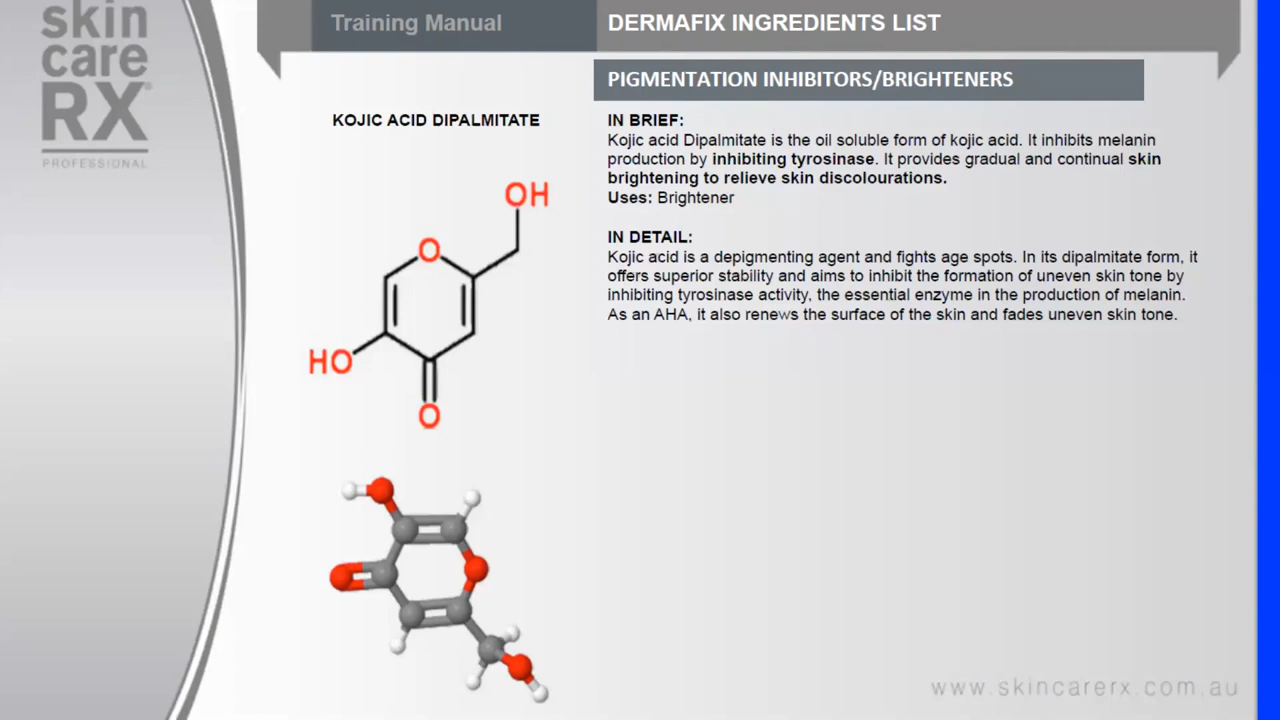 skin
care
RX
PROFESSIONAL
Training Manual
DERMAFIX INGREDIENTS LIST
PIGMENTATION INHIBITORS/BRIGHTENERS
KOJIC ACID DIPALMITATE
OH
O
HO
O
IN BRIEF:
Kojic acid Dipalmitate is the oil soluble form of kojic acid. It inhibits melanin
production by inhibiting tyrosinase. It provides gradual and continual skin
brightening to relieve skin discolourations.
Uses: Brightener
IN DETAIL:
Kojic acid is a depigmenting agent and fights age spots. In its dipalmitate form, it
offers superior stability and aims to inhibit the formation of uneven skin tone by
inhibiting tyrosinase activity, the essential enzyme in the production of melanin.
As an AHA, it also renews the surface of the skin and fades uneven skin tone.
www.skincarerx.com.au